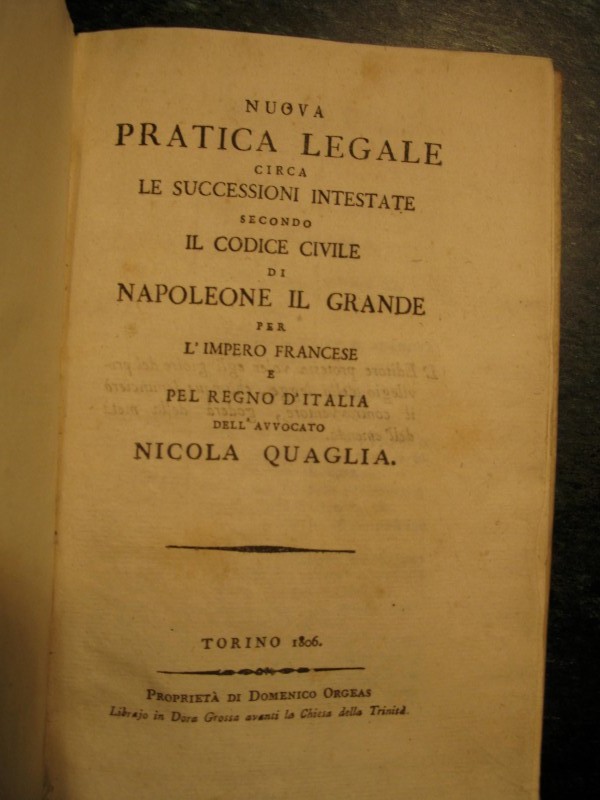 NUOVA
PRATICA LEGALE
CIRCA
LE SUCCESSIONI INTESTATE
SECONDO
IL CODICE CIVILE
DI
NAPOLEONE IL GRANDE
PER
L'IMPERO FRANCESE
E
PEL REGNO D'ITALIA
DELL'AVVOCATO
NICOLA QUAGLIA.
TORINO 1806.
PROPRIETÀ DI DOMENICO ORGEAS
Librajo in Dora Grossa avanti la Chiesa della Trinità.